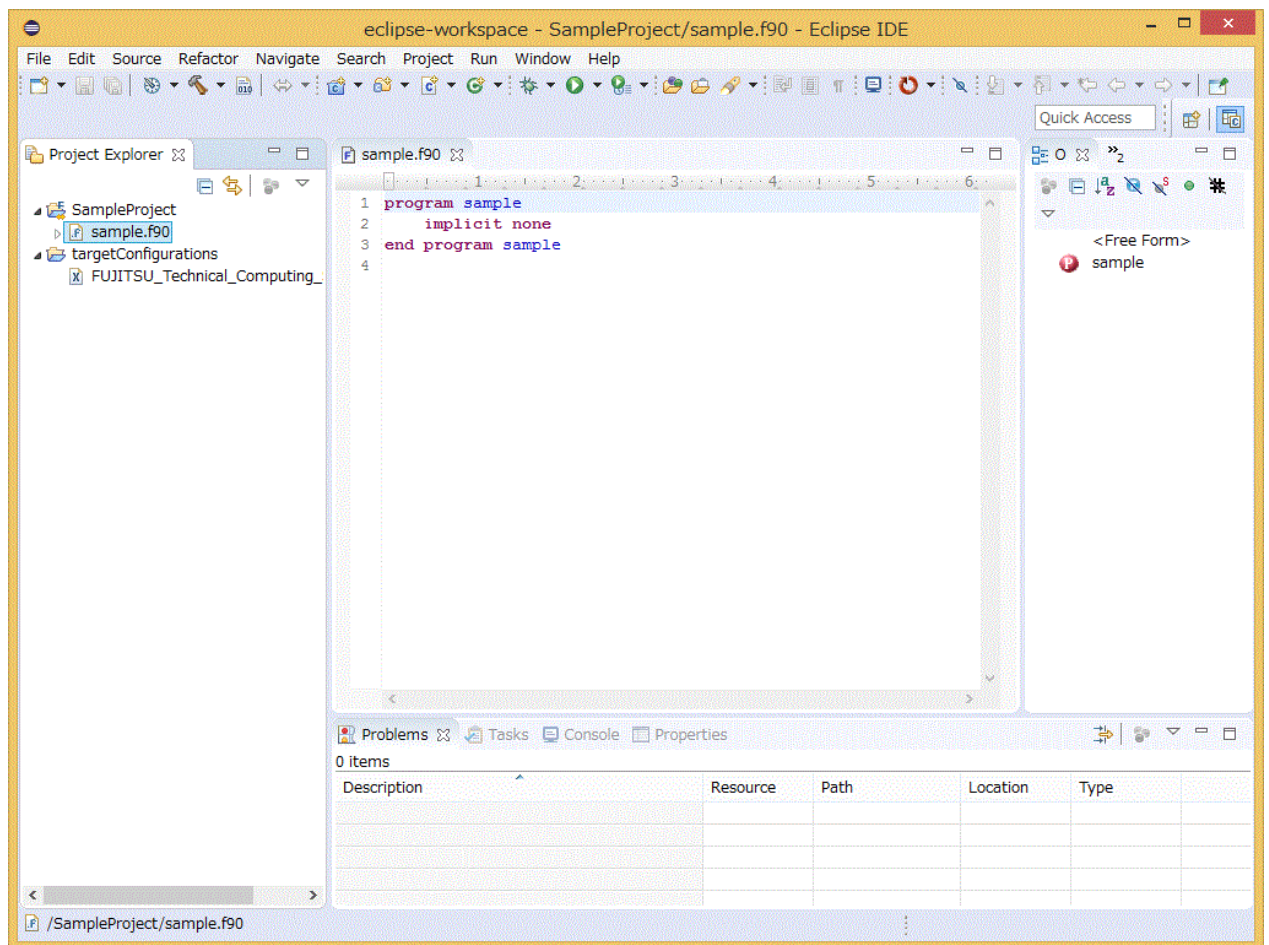 eclipse-workspace - SampleProject/sample.f90 - Eclipse IDE
File Edit Source Refactor Navigate Search Project Run Window Help
Quick Access
Project Explorer
SampleProject
sample.f90
targetConfigurations
FUJITSU_Technical_Computing_
sample.f90
1 2 3 4 5 6
1 program sample
2 implicit none
3 end program sample
4
O »2
<Free Form>
sample
Problems Tasks Console Properties
0 items
Description Resource Path Location Type
/SampleProject/sample.f90